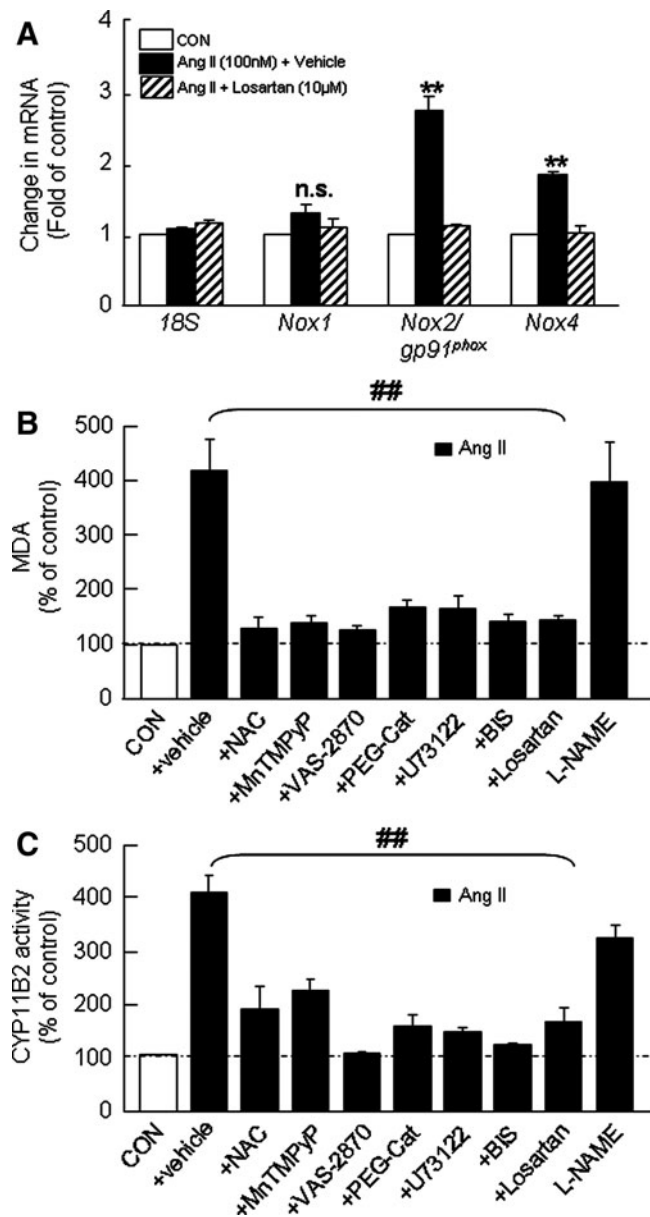 A
4
3
2
1
0
Change in mRNA
(Fold of control)
CON
Ang II (100nM) + Vehicle
Ang II + Losartan (10µM)
n.s.
**
**
18S Nox1 Nox2/ Nox4
gp91phox
B
##
500
400
300
200
100
0
MDA
(% of control)
Ang II
CON
+vehicle
+NAC
+MnTMPyP
+VAS-2870
+PEG-Cat
+U73122
+BIS
+Losartan
L-NAME
C
##
500
400
300
200
100
0
CYP11B2 activity
(% of control)
Ang II
CON
+vehicle
+NAC
+MnTMPyP
+VAS-2870
+PEG-Cat
+U73122
+BIS
+Losartan
L-NAME